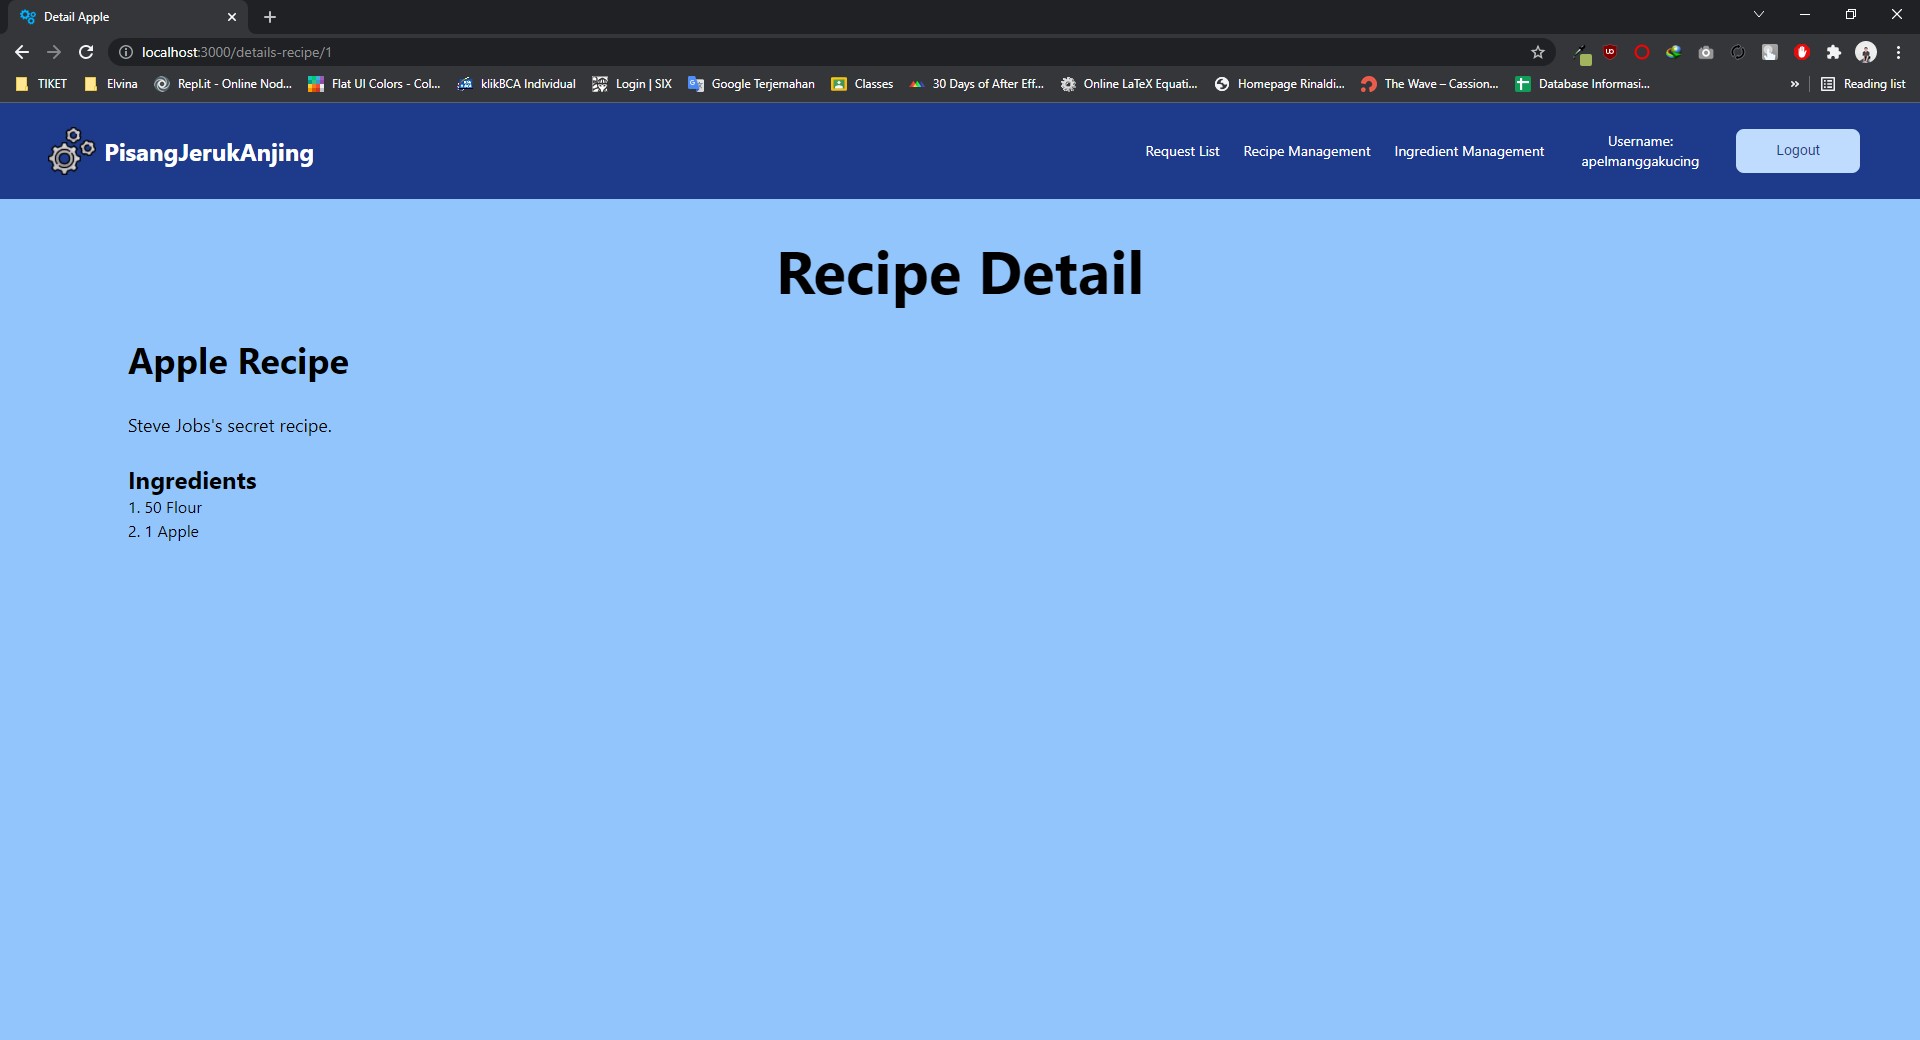 Detail Apple
localhost:3000/details-recipe/1
TIKET
Elvina
Repl.it - Online Nod...
Flat UI Colors - Col...
klikBCA Individual
Login | SIX
Google Terjemahan
Classes
30 Days of After Eff...
Online LaTeX Equati...
Homepage Rinaldi...
The Wave – Cassion...
Database Informasi...
»
Reading list
PisangJerukAnjing
Request List
Recipe Management
Ingredient Management
Username:
apelmanggakucing
Logout
Recipe Detail
Apple Recipe
Steve Jobs's secret recipe.
Ingredients
1. 50 Flour
2. 1 Apple